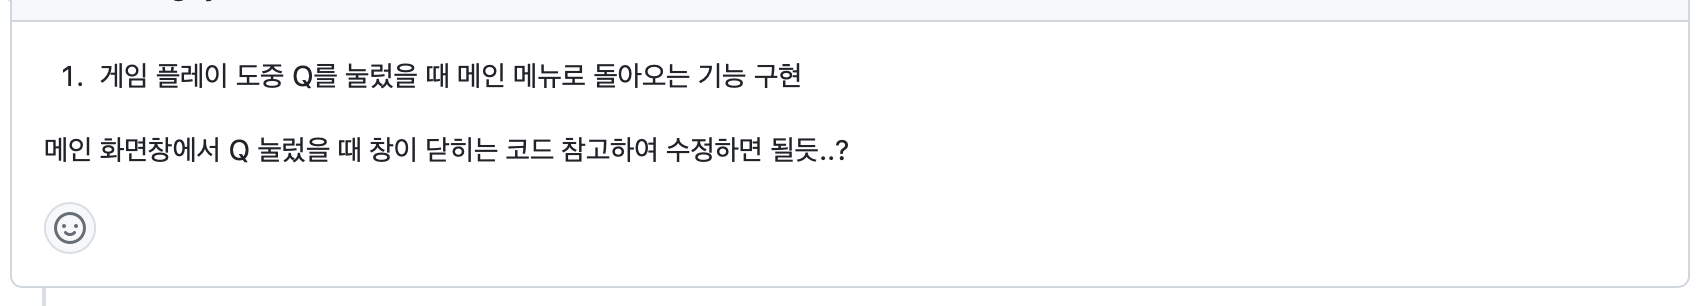 1. 게임 플레이 도중 Q를 눌렀을 때 메인 메뉴로 돌아오는 기능 구현
메인 화면창에서 Q 눌렀을 때 창이 닫히는 코드 참고하여 수정하면 될듯..?